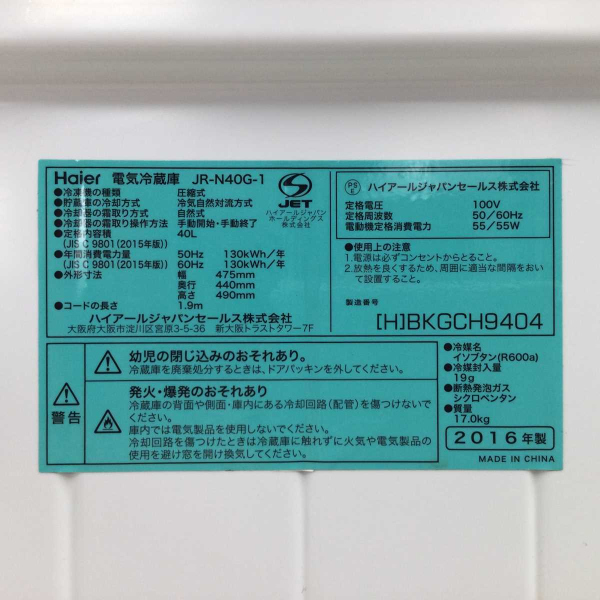 Haier 電気冷蔵庫 JR-N40G-1
●冷凍機の種類 圧縮式
●貯蔵庫の冷却方式 冷気自然対流方式
●冷却器の霜取り方式 自然式
●冷却器の霜取り操作方法 手動開始・手動終了
●定格内容積 40L
(JIS C 9801(2015年版))
●年間消費電力量 50Hz 130kWh/年
(JIS C 9801(2015年版)) 60Hz 130kWh/年
●外形寸法 幅 475mm
奥行 440mm
高さ 490mm
●コードの長さ 1.9m
ハイアールジャパンセールス株式会社
大阪府大阪市淀川区宮原3-5-36 新大阪トラストタワー7F
JET
ハイアールジャパン
ホールディングス
株式会社
PS
E
ハイアールジャパンセールス株式会社
定格電圧 100V
定格周波数 50/60Hz
電動機定格消費電力 55/55W
●使用上の注意
1.電源は必ずコンセントからとること。
2.放熱を良くするため、周囲に適当な間隔をおい
て設置すること。
製造番号
[H]BKGCH9404
警告
幼児の閉じ込みのおそれあり。
冷蔵庫を廃棄処分するときは、ドアパッキンを外してください。
発火・爆発のおそれあり
冷蔵庫の背面や側面・庫内にある冷却回路(配管)を傷つけないで
ください。
庫内では電気製品を使用しないでください。
冷却回路を傷つけたときは冷蔵庫に触れずに火気や電気製品の
使用を避け窓を開け換気してください。
●冷媒名
イソブタン(R600a)
●冷媒封入量
19g
●断熱発泡ガス
シクロペンタン
●質量
17.0kg
2016年製
MADE IN CHINA